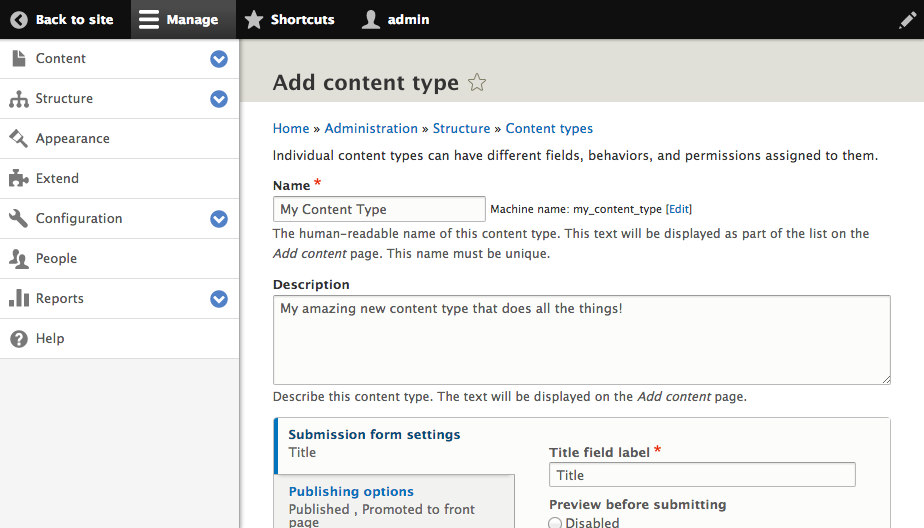 Back to site Manage Shortcuts admin
Content
Structure
Appearance
Extend
Configuration
People
Reports
Help
Add content type
Home » Administration » Structure » Content types
Individual content types can have different fields, behaviors, and permissions assigned to them.
Name *
My Content Type Machine name: my_content_type [Edit]
The human-readable name of this content type. This text will be displayed as part of the list on the
Add content page. This name must be unique.
Description
My amazing new content type that does all the things!
Describe this content type. The text will be displayed on the Add content page.
Submission form settings
Title
Publishing options
Published , Promoted to front
page
Title field label *
Title
Preview before submitting
Disabled